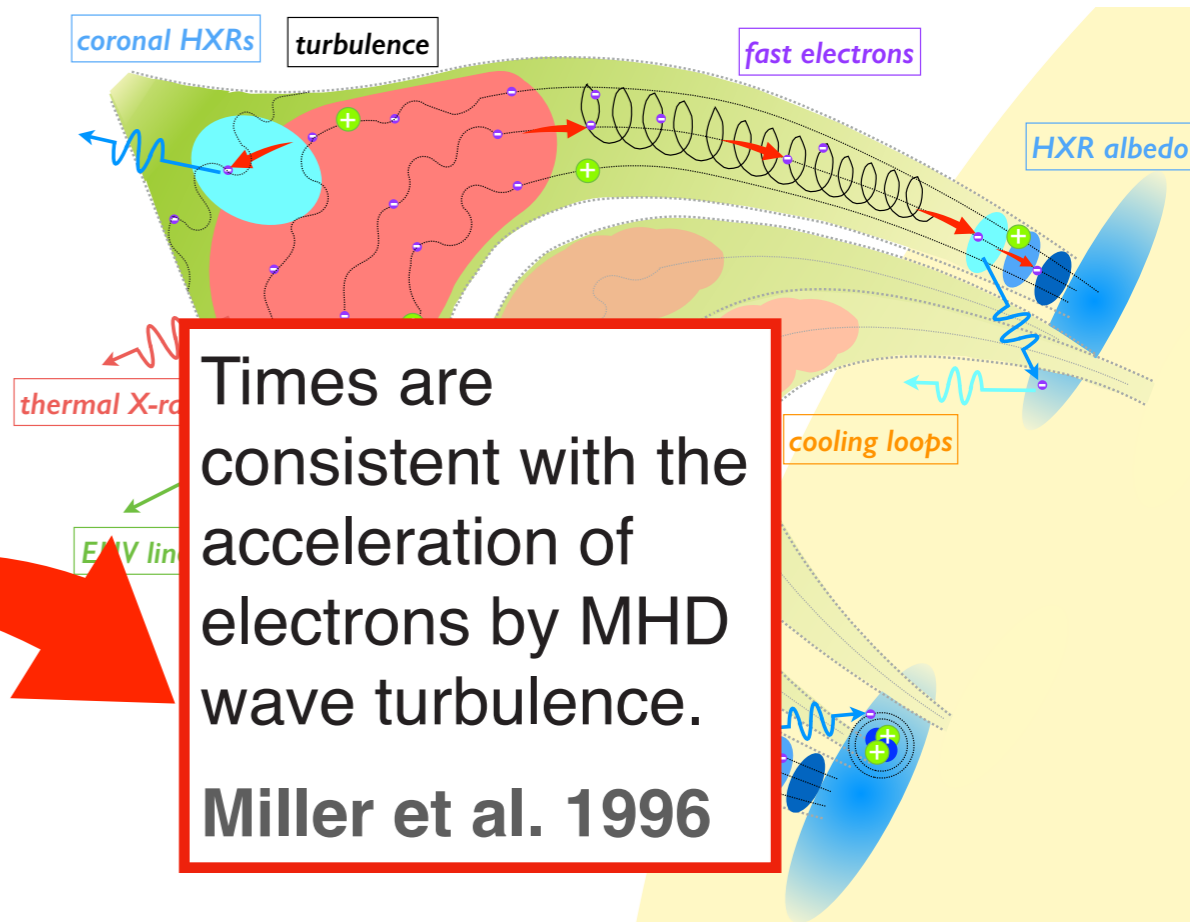 coronal HXRs
turbulence
fast electrons
HXR albedo
thermal
cooling loops
Times are
consistent with the
acceleration of
electrons by MHD
wave turbulence.
Miller et al. 1996